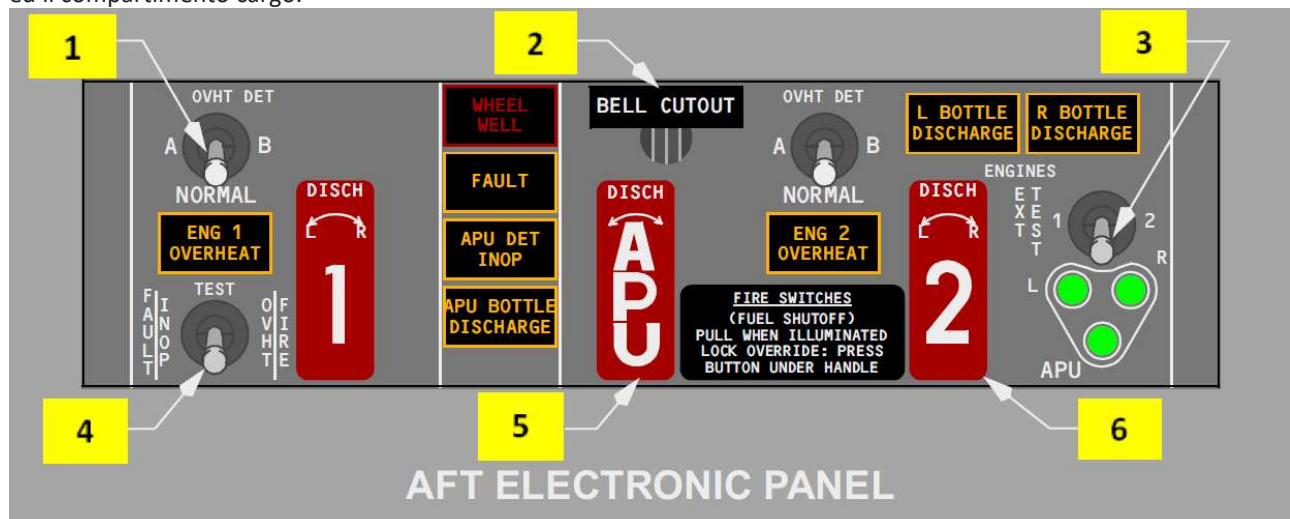 ed il compartimento cargo.
1
2
3
OVHT DET
A B
NORMAL
ENG 1
OVERHEAT
FAULT
INOP
TEST
OVHT
FIRE
DISCH
L R
1
WHEEL
WELL
FAULT
APU DET
INOP
APU BOTTLE
DISCHARGE
BELL CUTOUT
DISCH
APU
OVHT DET
A B
NORMAL
ENG 2
OVERHEAT
FIRE SWITCHES
(FUEL SHUTOFF)
PULL WHEN ILLUMINATED
LOCK OVERRIDE: PRESS
BUTTON UNDER HANDLE
DISCH
L R
2
L BOTTLE
DISCHARGE
R BOTTLE
DISCHARGE
ENGINES
EXT
TEST
1 2
L R
APU
4
5
6
AFT ELECTRONIC PANEL